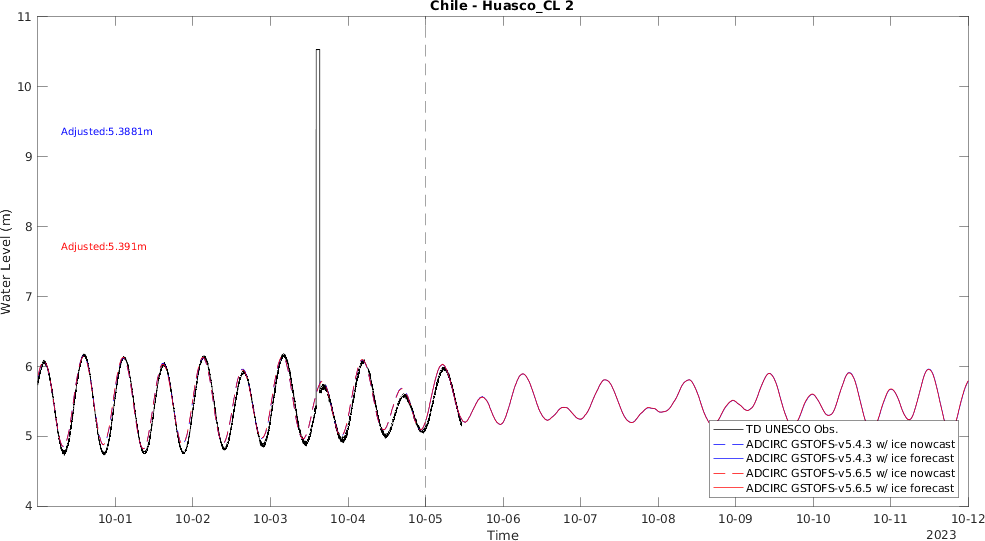 Chile - Huasco_CL 2
11
10
9
8
7
6
5
4
Water Level (m)
Adjusted:5.3881m
Adjusted:5.391m
TD UNESCO Obs.
ADCIRC GSTOFS-v5.4.3 w/ ice nowcast
ADCIRC GSTOFS-v5.4.3 w/ ice forecast
ADCIRC GSTOFS-v5.6.5 w/ ice nowcast
ADCIRC GSTOFS-v5.6.5 w/ ice forecast
10-01 10-02 10-03 10-04 10-05 10-06 10-07 10-08 10-09 10-10 10-11 10-12
Time
2023